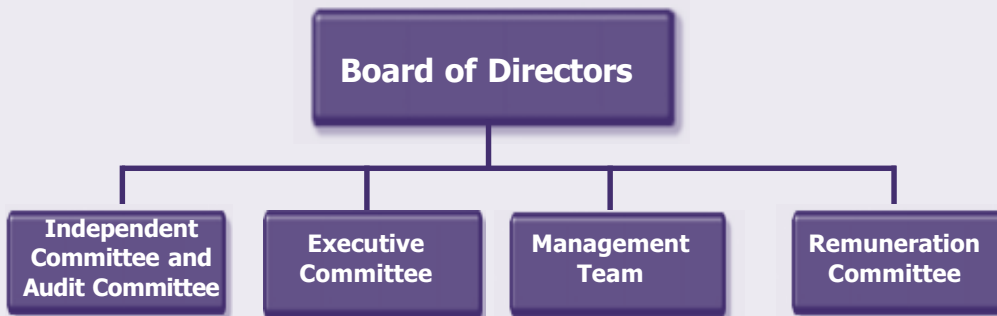 Board of Directors
Independent
Committee and
Audit Committee
Executive
Committee
Management
Team
Remuneration
Committee